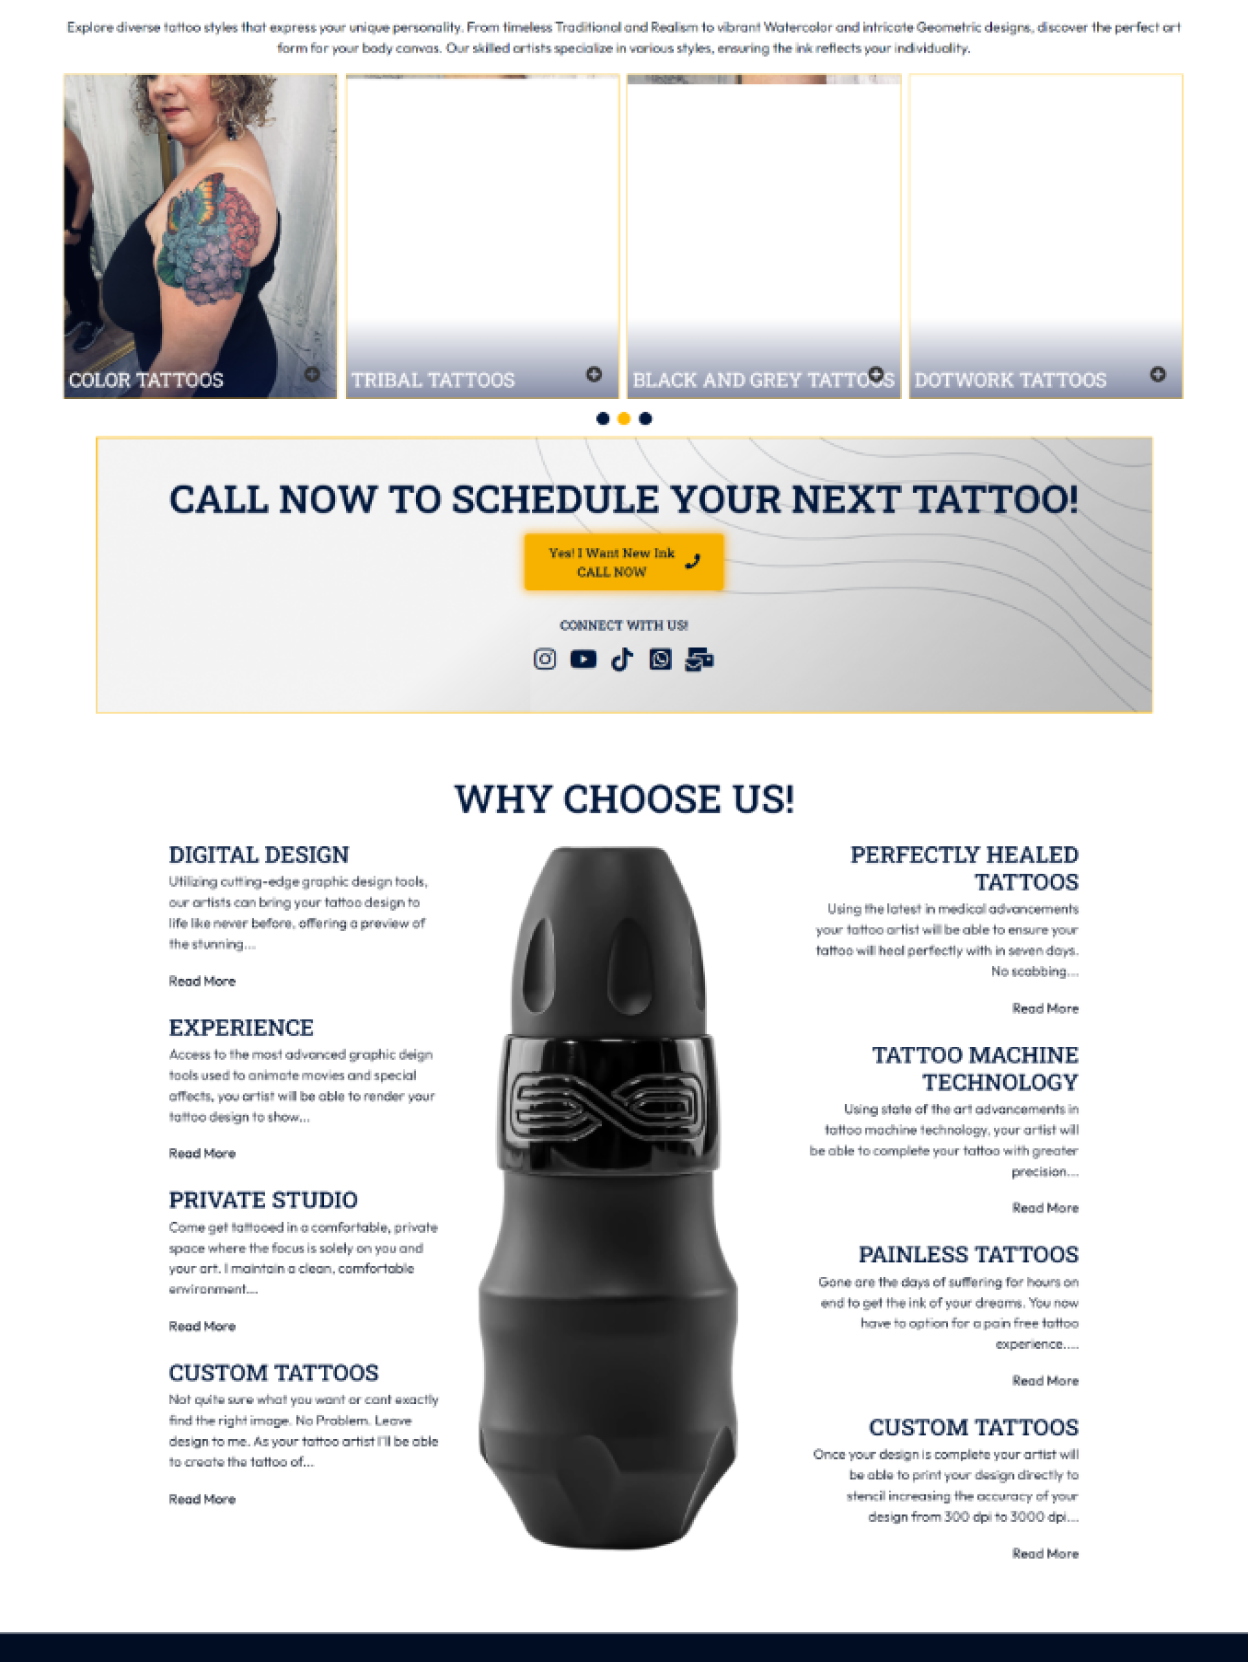 Explore diverse tattoo styles that express your unique personality. From timeless Traditional and Realism to vibrant Watercolor and intricate Geometric designs, discover the perfect art
form for your body canvas. Our skilled artists specialize in various styles, ensuring the ink reflects your individuality.
COLOR TATTOOS
TRIBAL TATTOOS
BLACK AND GREY TATTOOS
DOTWORK TATTOOS
CALL NOW TO SCHEDULE YOUR NEXT TATTOO!
Yes! I Want New Ink
CALL NOW
CONNECT WITH US!
WHY CHOOSE US!
DIGITAL DESIGN
Utilizing cutting-edge graphic design tools,
our artists can bring your tattoo design to
life like never before, offering a preview of
the stunning...
Read More
EXPERIENCE
Access to the most advanced graphic deign
tools used to animate movies and special
affects, you artist will be able to render your
tattoo design to show...
Read More
PRIVATE STUDIO
Come get tattooed in a comfortable, private
space where the focus is solely on you and
your art. I maintain a clean, comfortable
environment....
Read More
CUSTOM TATTOOS
Not quite sure what you want or cant exactly
find the right image. No Problem. Leave
design to me. As your tattoo artist I'll be able
to create the tattoo of...
Read More
PERFECTLY HEALED
TATTOOS
Using the latest in medical advancements
your tattoo artist will be able to ensure your
tattoo will heal perfectly with in seven days.
No scabbing...
Read More
TATTOO MACHINE
TECHNOLOGY
Using state of the art advancements in
tattoo machine technology, your artist will
be able to complete your tattoo with greater
precision....
Read More
PAINLESS TATTOOS
Gone are the days of suffering for hours on
end to get the ink of your dreams. You now
have to option for a pain free tattoo
experience.....
Read More
CUSTOM TATTOOS
Once your design is complete your artist will
be able to print your design directly to
stencil increasing the accuracy of your
design from 300 dpi to 3000 dpi....
Read More